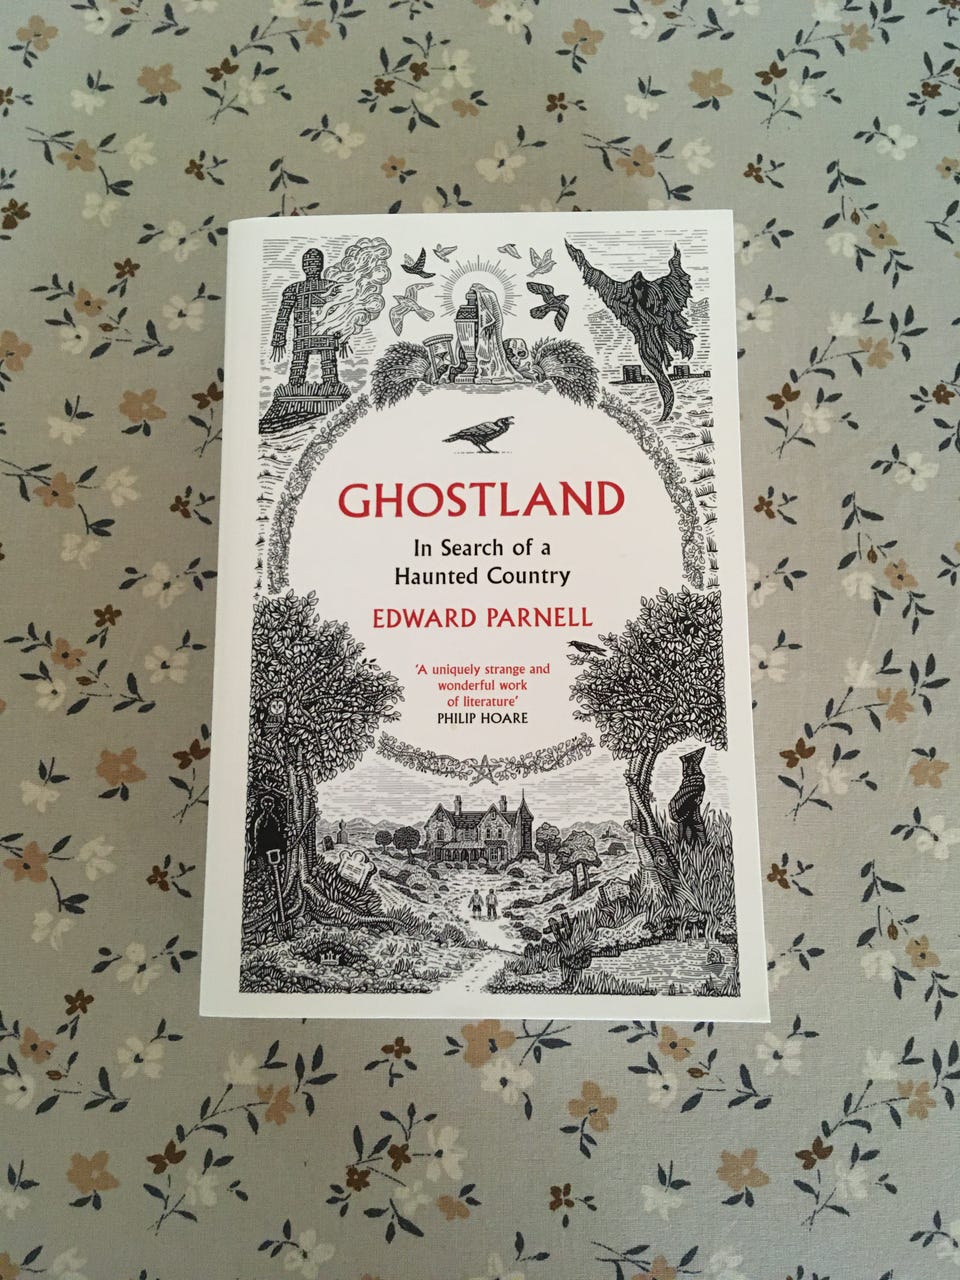 GHOSTLAND
In Search of a
Haunted Country
EDWARD PARNELL
‘A uniquely strange and
wonderful work
of literature’
PHILIP HOARE